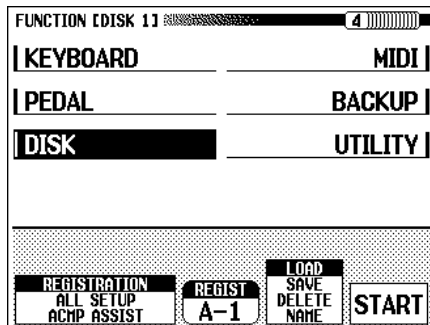 FUNCTION [DISK 1]
4
KEYBOARD MIDI
PEDAL BACKUP
DISK UTILITY
REGISTRATION
ALL SETUP
ACMP ASSIST
REGIST
A-1
LOAD
SAVE
DELETE
NAME
START